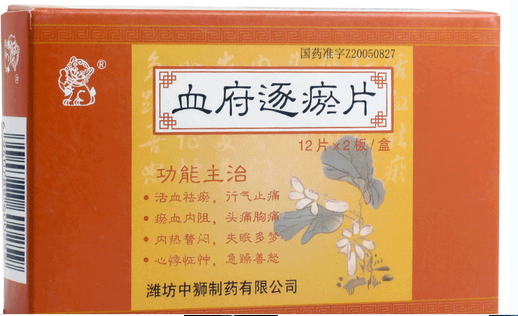 国药准字Z20050827
®
血府逐瘀片
12片×2板/盒
功能主治
•活血祛瘀，行气止痛
•瘀血内阻，头痛胸痛
•内热瞀闷，失眠多梦
•心悸怔忡，急躁善怒
潍坊中狮制药有限公司